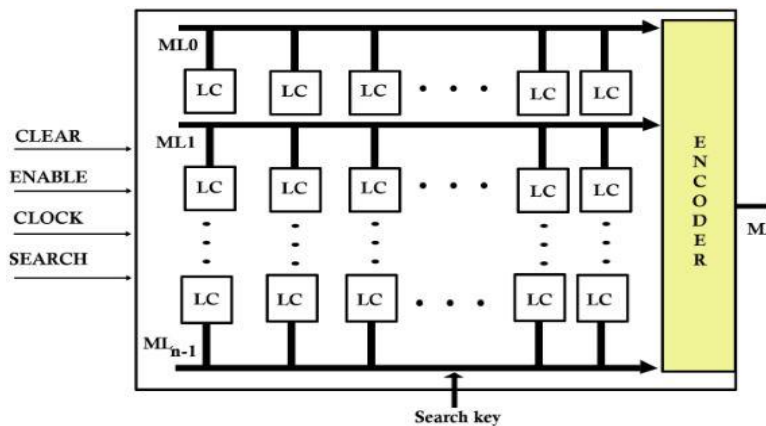 ML0
LC LC LC LC LC
ML1
CLEAR
ENABLE
CLOCK
SEARCH
LC LC LC LC LC
LC LC LC LC LC
MLn-1
Search key
ENCODER